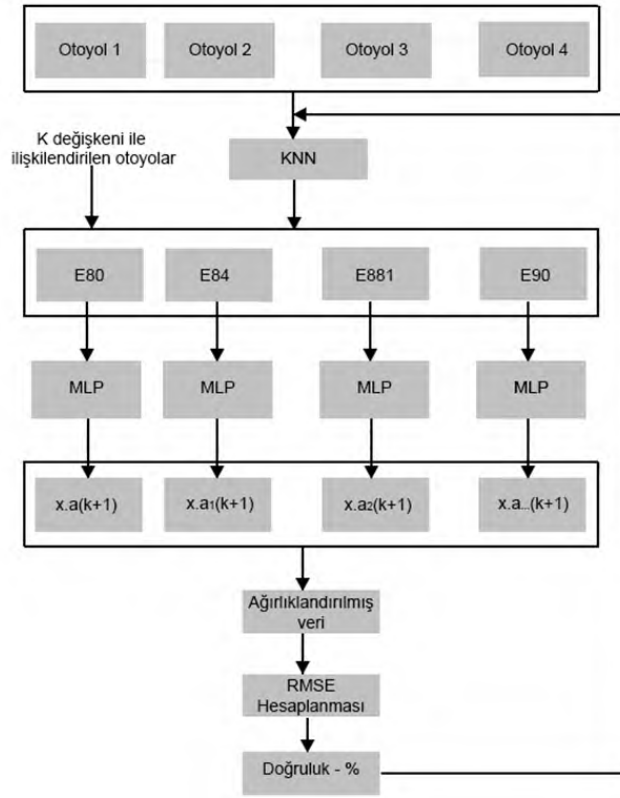 Otoyol 1
Otoyol 2
Otoyol 3
Otoyol 4
K değişkeni ile
ilişkilendirilen otoyolar
KNN
E80
E84
E881
E90
MLP
MLP
MLP
MLP
x.a(k+1)
x.a₁(k+1)
x.a₂(k+1)
x.a...(k+1)
Ağırlıklandırılmış
veri
RMSE
Hesaplanması
Doğruluk - %